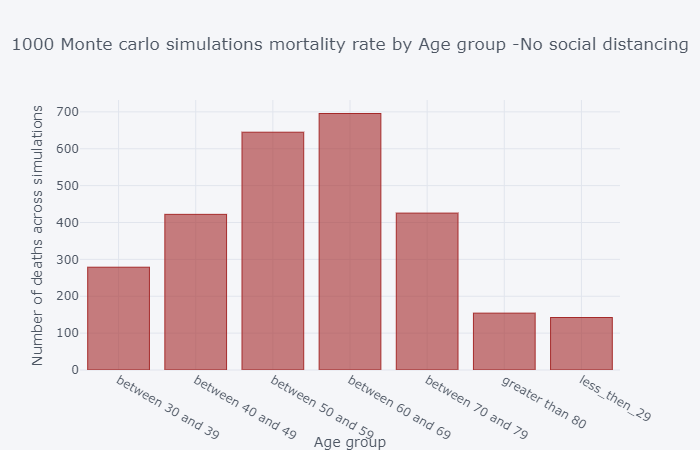 1000 Monte carlo simulations mortality rate by Age group -No social distancing
Number of deaths across simulations
700
600
500
400
300
200
100
0
between 30 and 39
between 40 and 49
between 50 and 59
between 60 and 69
between 70 and 79
greater than 80
less_then_29
Age group